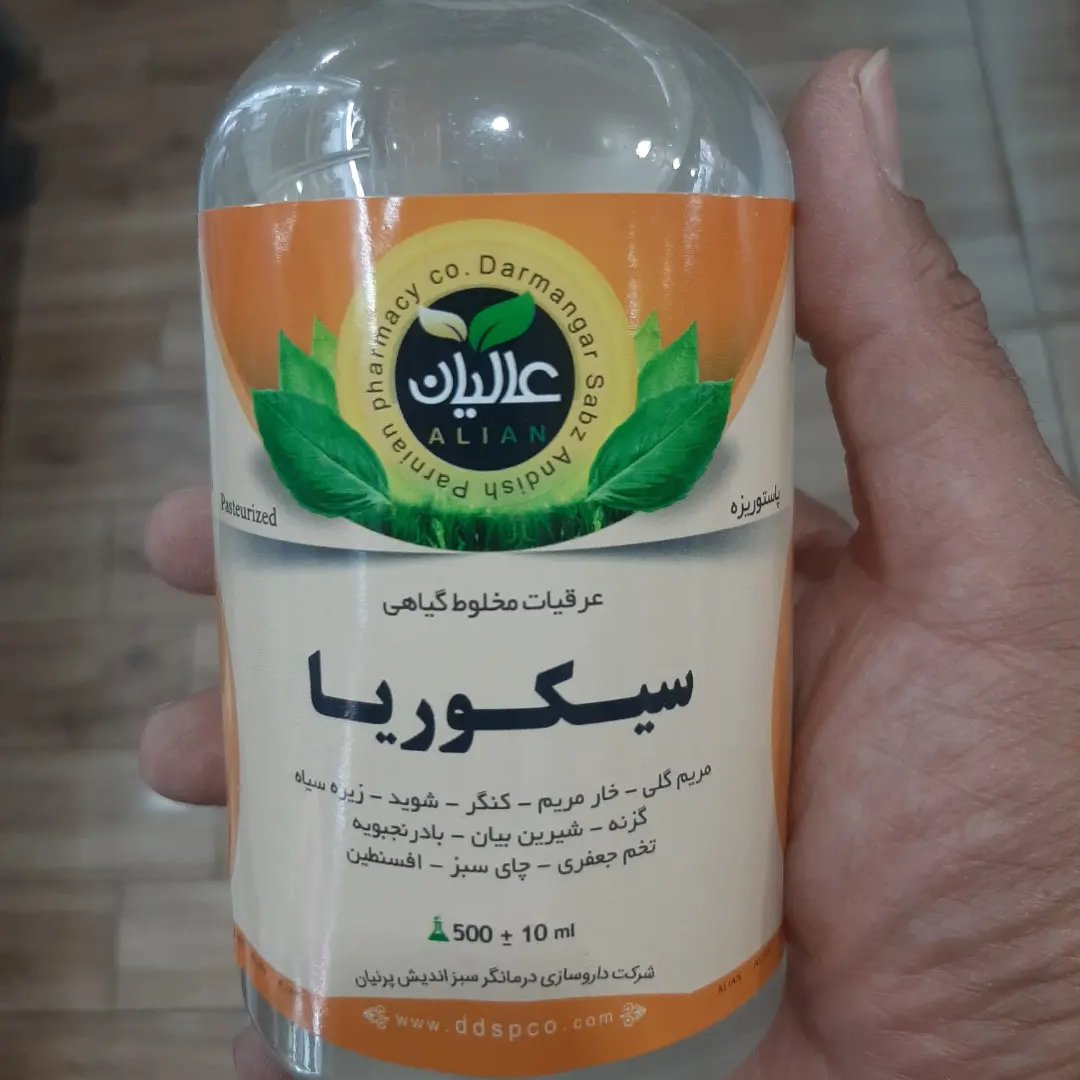 Parnian pharmacy co. Darmangar Sabz Andish
عالیان
ALIAN
Pasteurized
پاستوریزه
عرقیات مخلوط گیاهی
سیکوریا
مریم گلی - خار مریم - کنگر - شوید - زیره سیاه
گزنه - شیرین بیان - بادرنجبویه
تخم جعفری - چای سبز - افسنطین
500 ± 10 ml
شرکت داروسازی درمانگر سبز اندیش پرنیان
www.ddspco.com
ALIAN